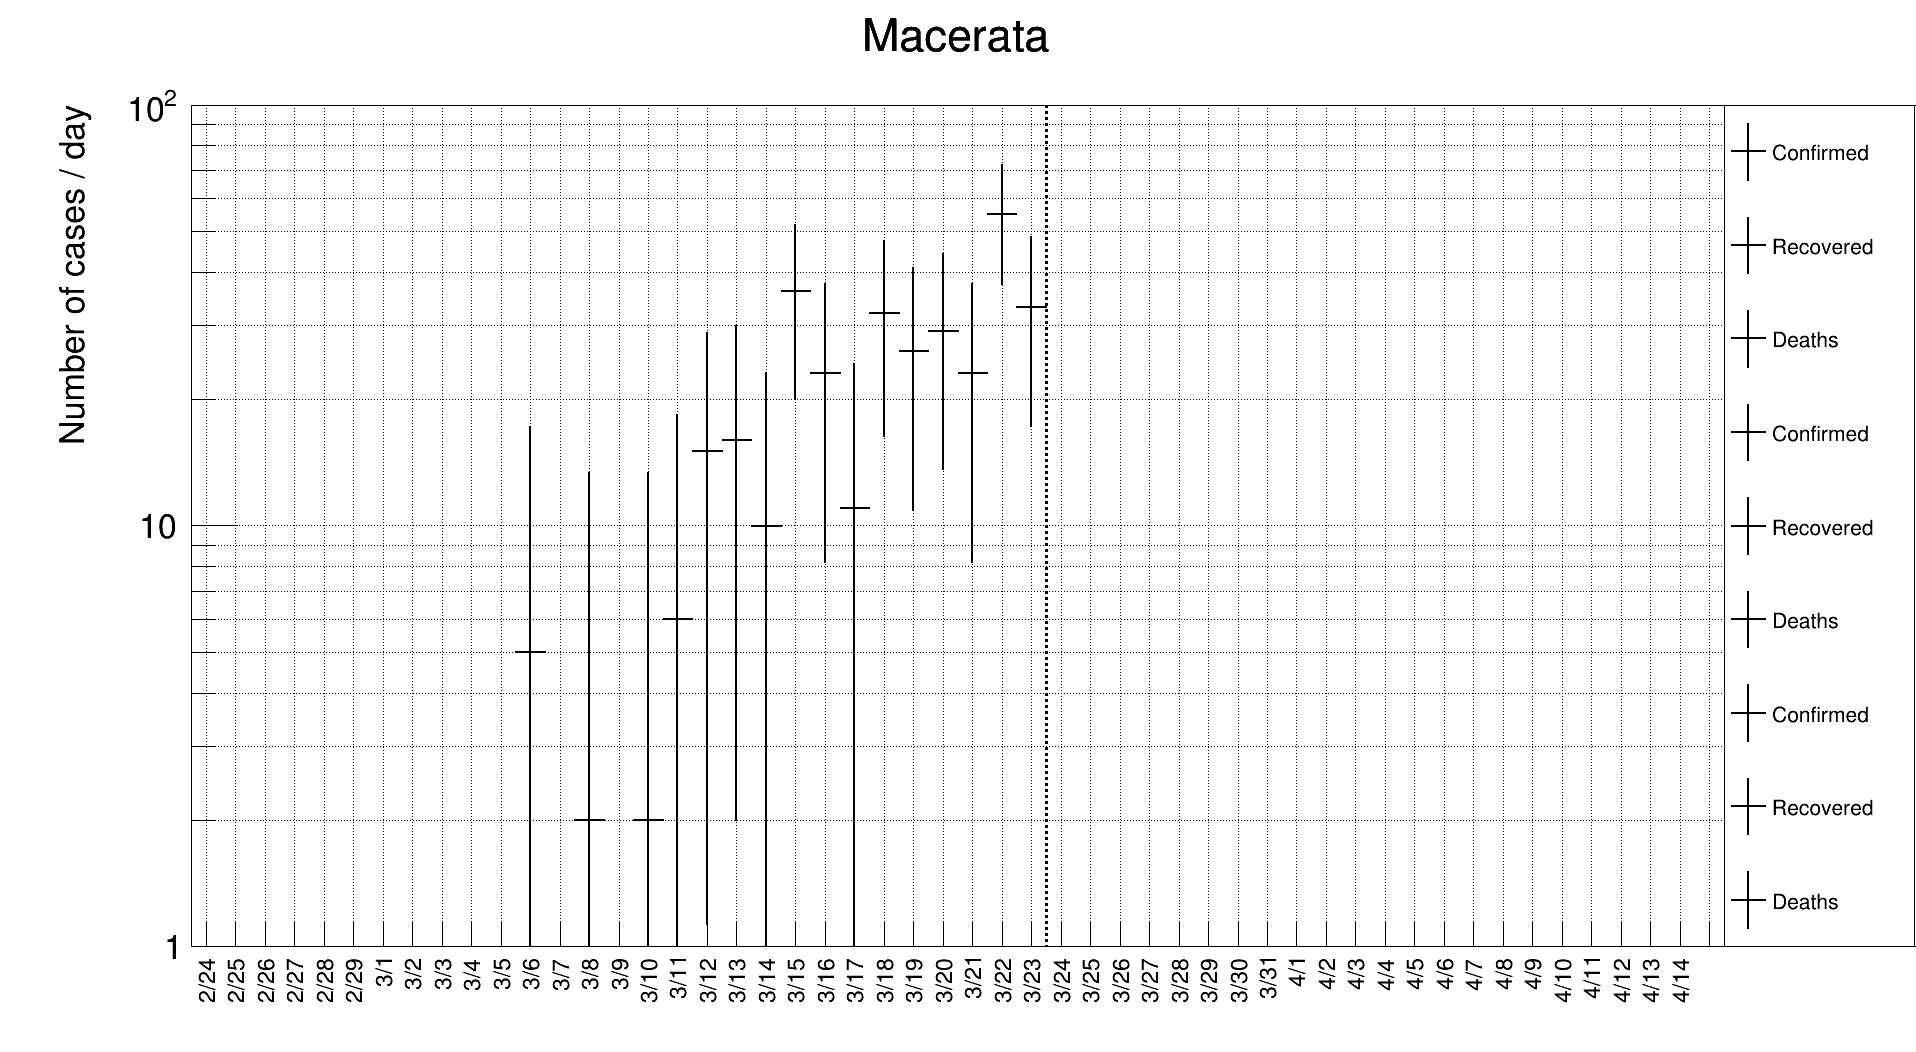 Macerata
Number of cases / day
10²
10
1
2/24 2/25 2/26 2/27 2/28 2/29 3/1 3/2 3/3 3/4 3/5 3/6 3/7 3/8 3/9 3/10 3/11 3/12 3/13 3/14 3/15 3/16 3/17 3/18 3/19 3/20 3/21 3/22 3/23 3/24 3/25 3/26 3/27 3/28 3/29 3/30 3/31 4/1 4/2 4/3 4/4 4/5 4/6 4/7 4/8 4/9 4/10 4/11 4/12 4/13 4/14
Confirmed
Recovered
Deaths
Confirmed
Recovered
Deaths
Confirmed
Recovered
Deaths